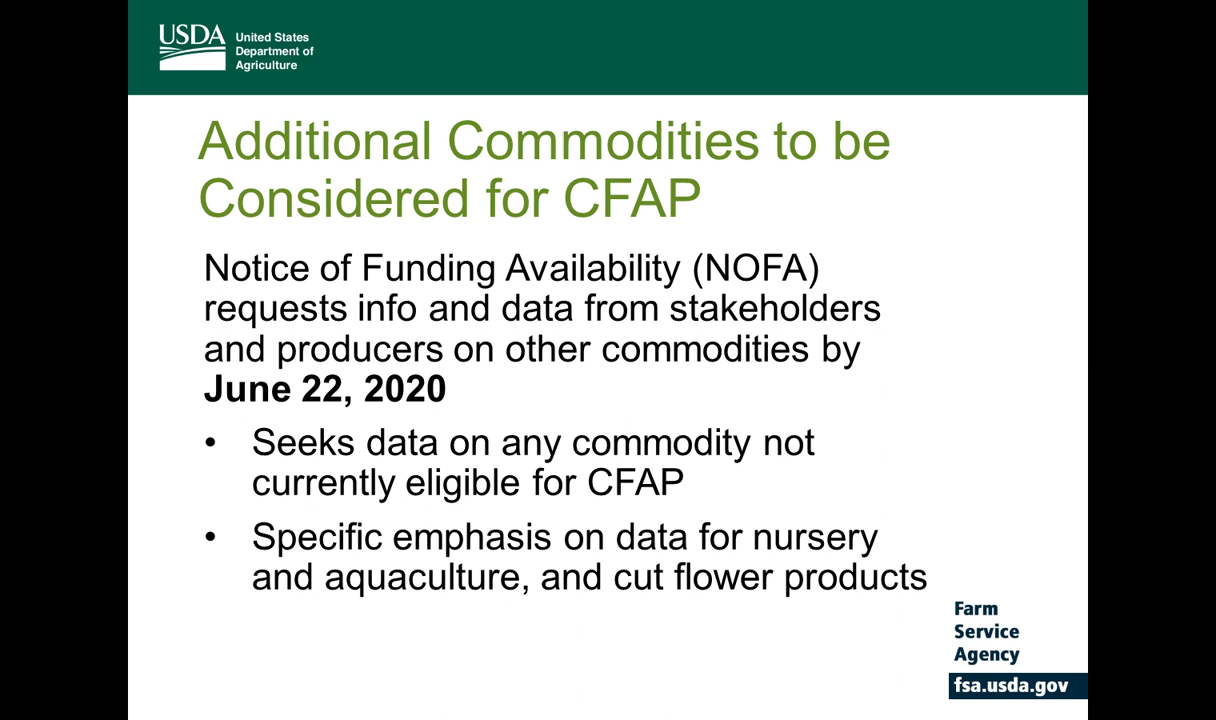 USDA
United States
Department of
Agriculture
Additional Commodities to be
Considered for CFAP
Notice of Funding Availability (NOFA)
requests info and data from stakeholders
and producers on other commodities by
June 22, 2020
• Seeks data on any commodity not
currently eligible for CFAP
• Specific emphasis on data for nursery
and aquaculture, and cut flower products
Farm
Service
Agency
fsa.usda.gov